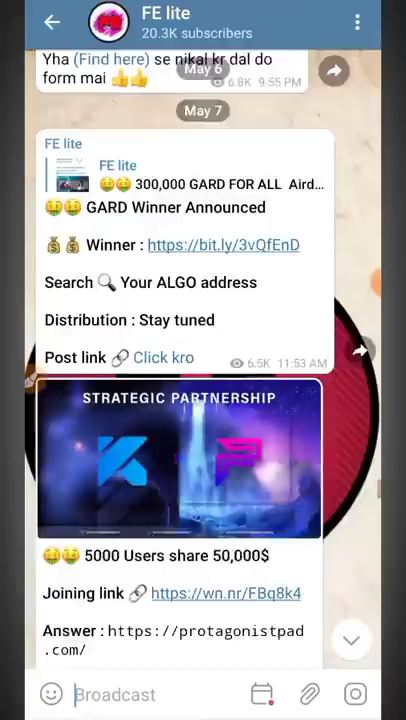 FE lite
20.3K subscribers
Yha (Find here) se nikal kr dal do
form mai 👍👍
May 6
6.8K 9:55 PM
May 7
FE lite
FE lite
🤑🤑 300,000 GARD FOR ALL Aird...
🤑🤑 GARD Winner Announced
💰💰 Winner : https://bit.ly/3vQfEnD
Search 🔍 Your ALGO address
Distribution : Stay tuned
Post link 🔗 Click kro
6.5K 11:53 AM
STRATEGIC PARTNERSHIP
🤑🤑 5000 Users share 50,000$
Joining link 🔗 https://wn.nr/FBq8k4
Answer : https://protagonistpad
.com/
Broadcast